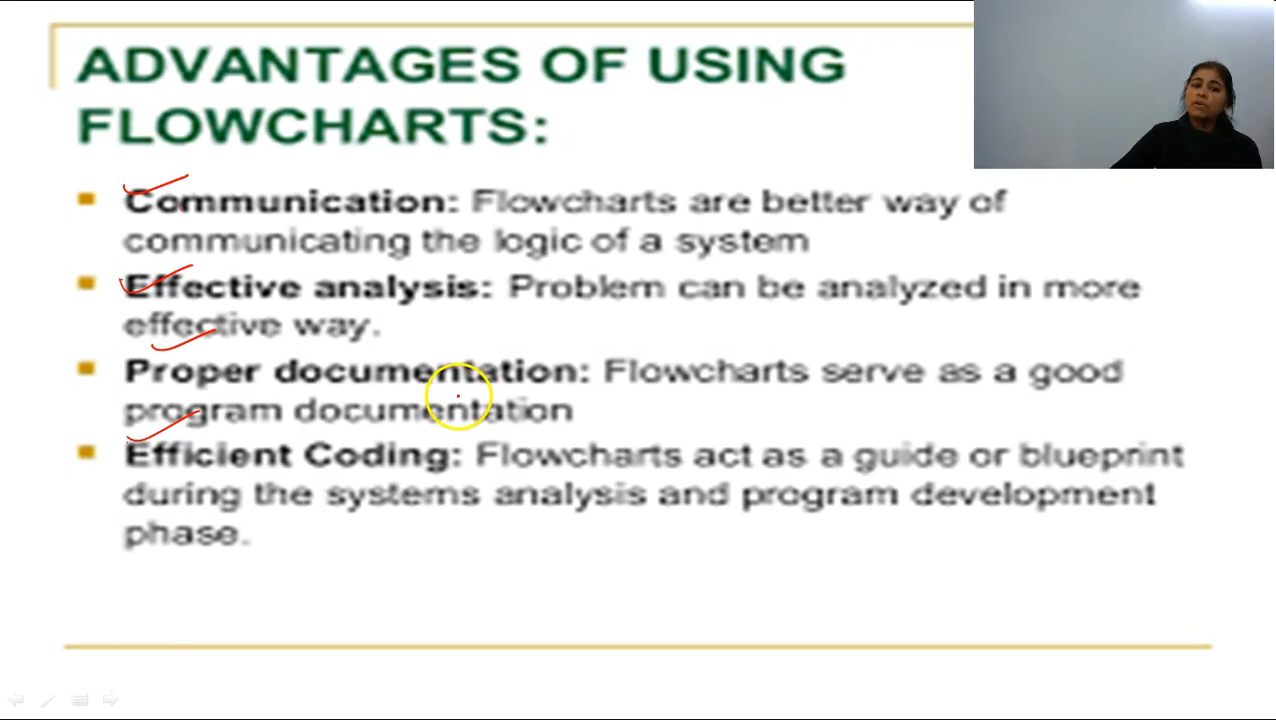 ADVANTAGES OF USING
FLOWCHARTS:
Communication: Flowcharts are better way of
communicating the logic of a system
Effective analysis: Problem can be analyzed in more
effective way.
Proper documentation: Flowcharts serve as a good
program documentation
Efficient Coding: Flowcharts act as a guide or blueprint
during the systems analysis and program development
phase.